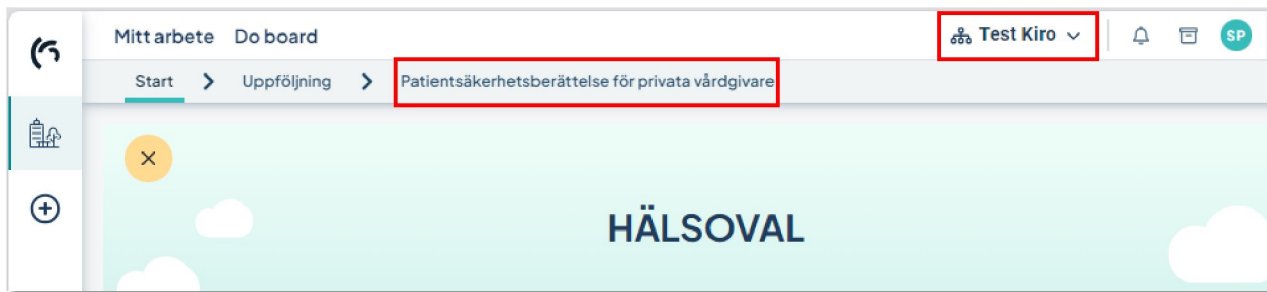 Mitt arbete Do board Test Kiro SP
Start Uppföljning Patientsäkerhetsberättelse för privata vårdgivare
HÄLSOVAL